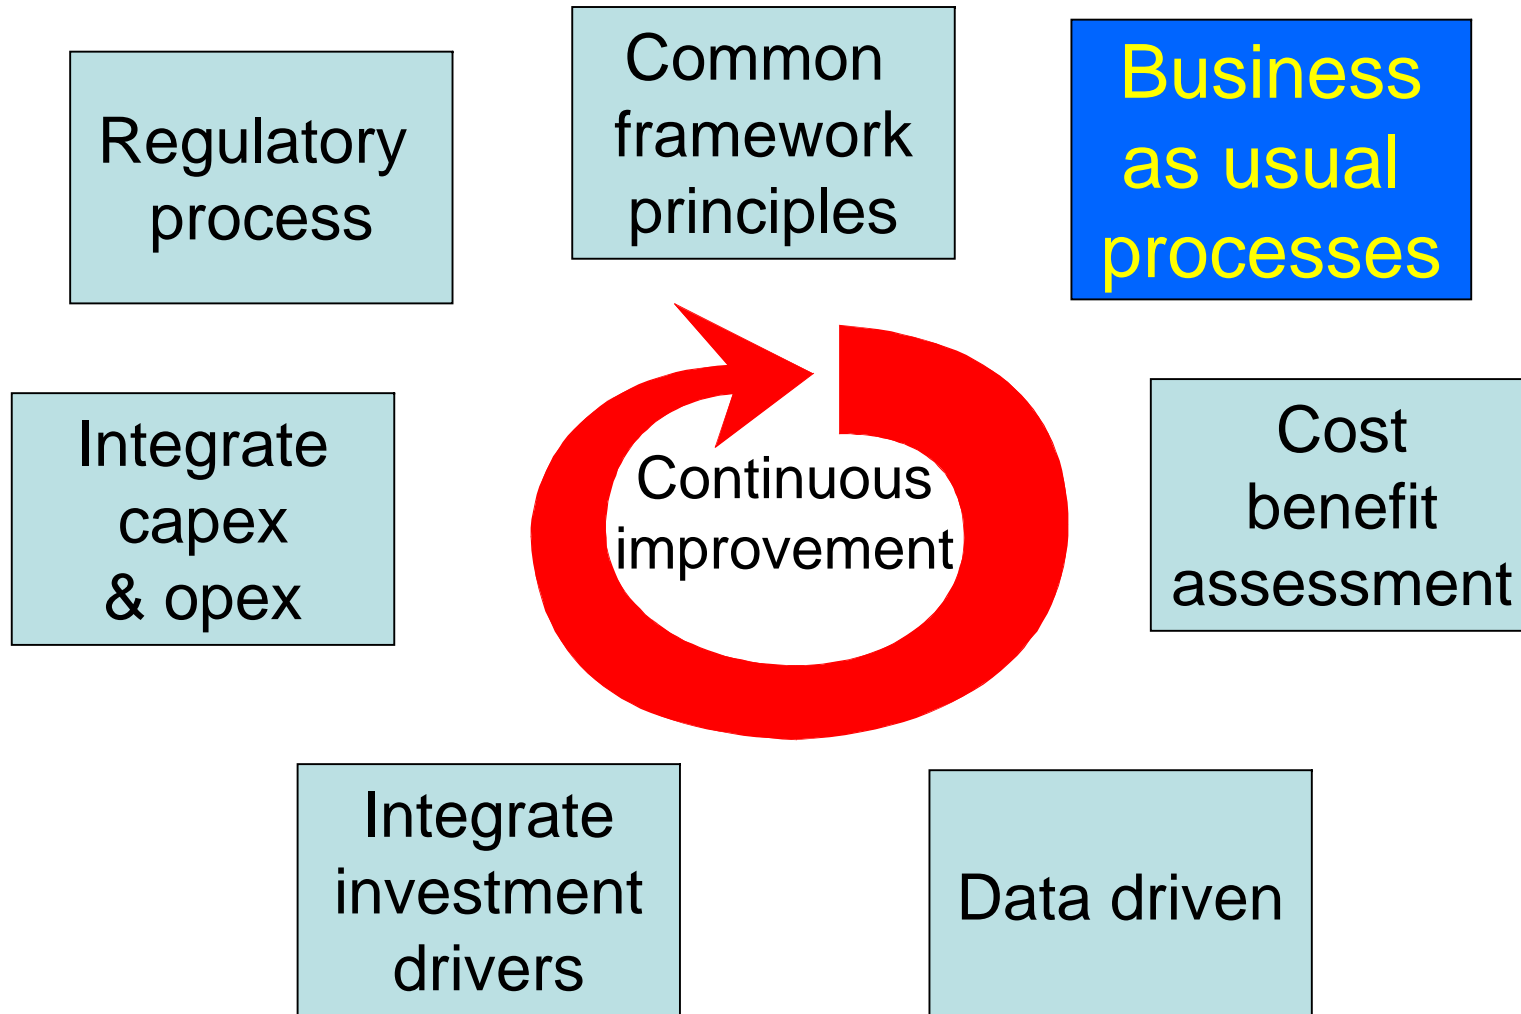 Regulatory
process
Common
framework
principles
Business
as usual
processes
Integrate
capex
& opex
Continuous
improvement
Cost
benefit
assessment
Integrate
investment
drivers
Data driven